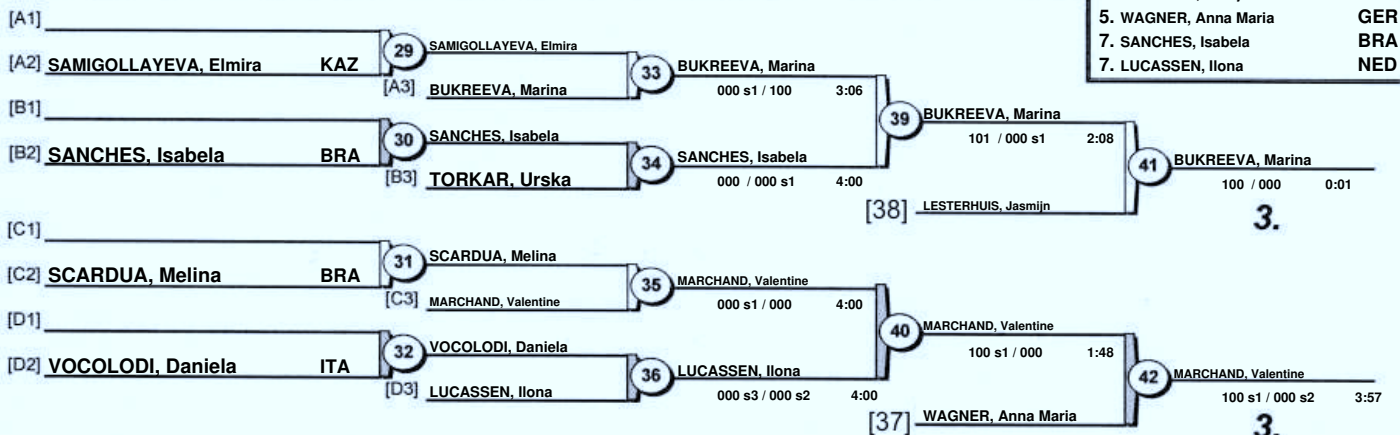 [A1]
[A2] SAMIGOLLAYEVA, Elmira KAZ
29
SAMIGOLLAYEVA, Elmira
[A3] BUKREEVA, Marina
33
BUKREEVA, Marina
000 s1 / 100 3:06
[B1]
[B2] SANCHES, Isabela BRA
30
SANCHES, Isabela
[B3] TORKAR, Urska
34
SANCHES, Isabela
000 / 000 s1 4:00
39
BUKREEVA, Marina
101 / 000 s1 2:08
[38] LESTERHUIS, Jasmijn
41
BUKREEVA, Marina
100 / 000 0:01
3.
[C1]
[C2] SCARDUA, Melina BRA
31
SCARDUA, Melina
[C3] MARCHAND, Valentine
35
MARCHAND, Valentine
000 s1 / 000 4:00
[D1]
[D2] VOCOLODI, Daniela ITA
32
VOCOLODI, Daniela
[D3] LUCASSEN, Ilona
36
LUCASSEN, Ilona
000 s3 / 000 s2 4:00
40
MARCHAND, Valentine
100 s1 / 000 1:48
[37] WAGNER, Anna Maria
42
MARCHAND, Valentine
100 s1 / 000 s2 3:57
3.
5. WAGNER, Anna Maria GER
7. SANCHES, Isabela BRA
7. LUCASSEN, Ilona NED